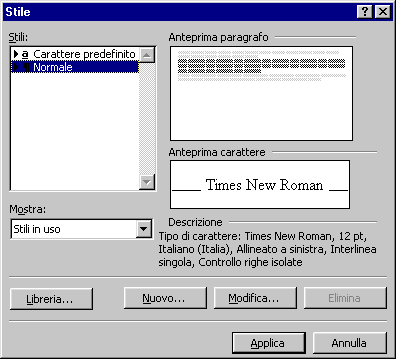 Stile
Stili:
a Carattere predefinito
Normale
Anteprima paragrafo
Anteprima carattere
Times New Roman
Mostra:
Stili in uso
Descrizione
Tipo di carattere: Times New Roman, 12 pt,
Italiano (Italia), Allineato a sinistra, Interlinea
singola, Controllo righe isolate
Libreria...
Nuovo...
Modifica...
Elimina
Applica
Annulla